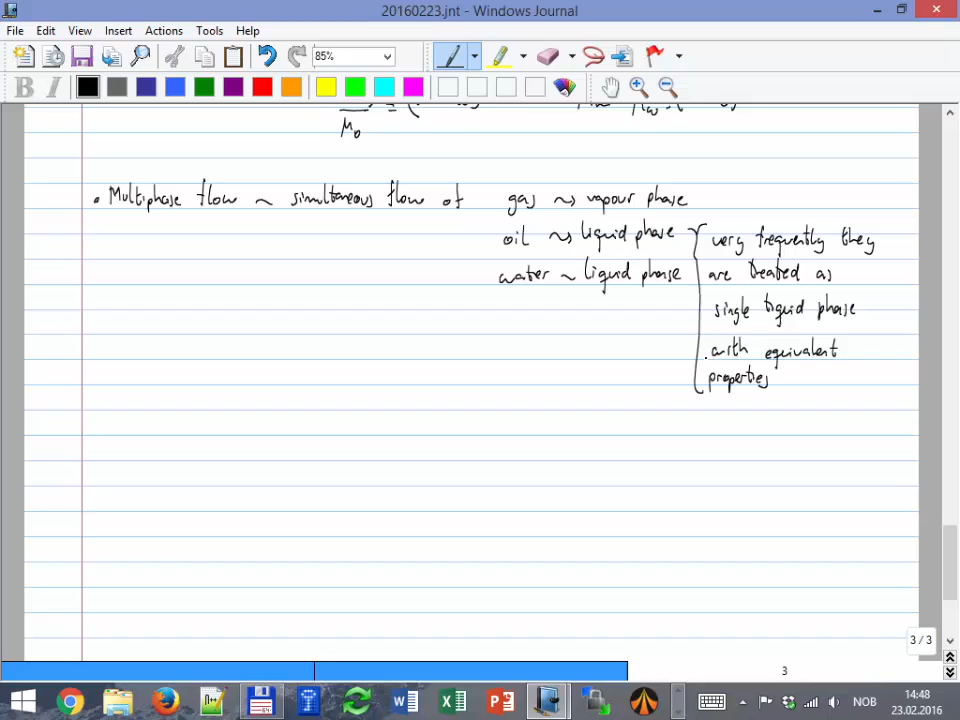 20160223.jnt - Windows Journal
File Edit View Insert Actions Tools Help
85%
B I
μo
• Multiphase flow ~ simultaneous flow of gas ~> vapour phase
oil ~> liquid phase
water ~ liquid phase
very frequently they
are treated as
single liquid phase
with equivalent
properties
3 / 3
3
NOB
14:48
23.02.2016